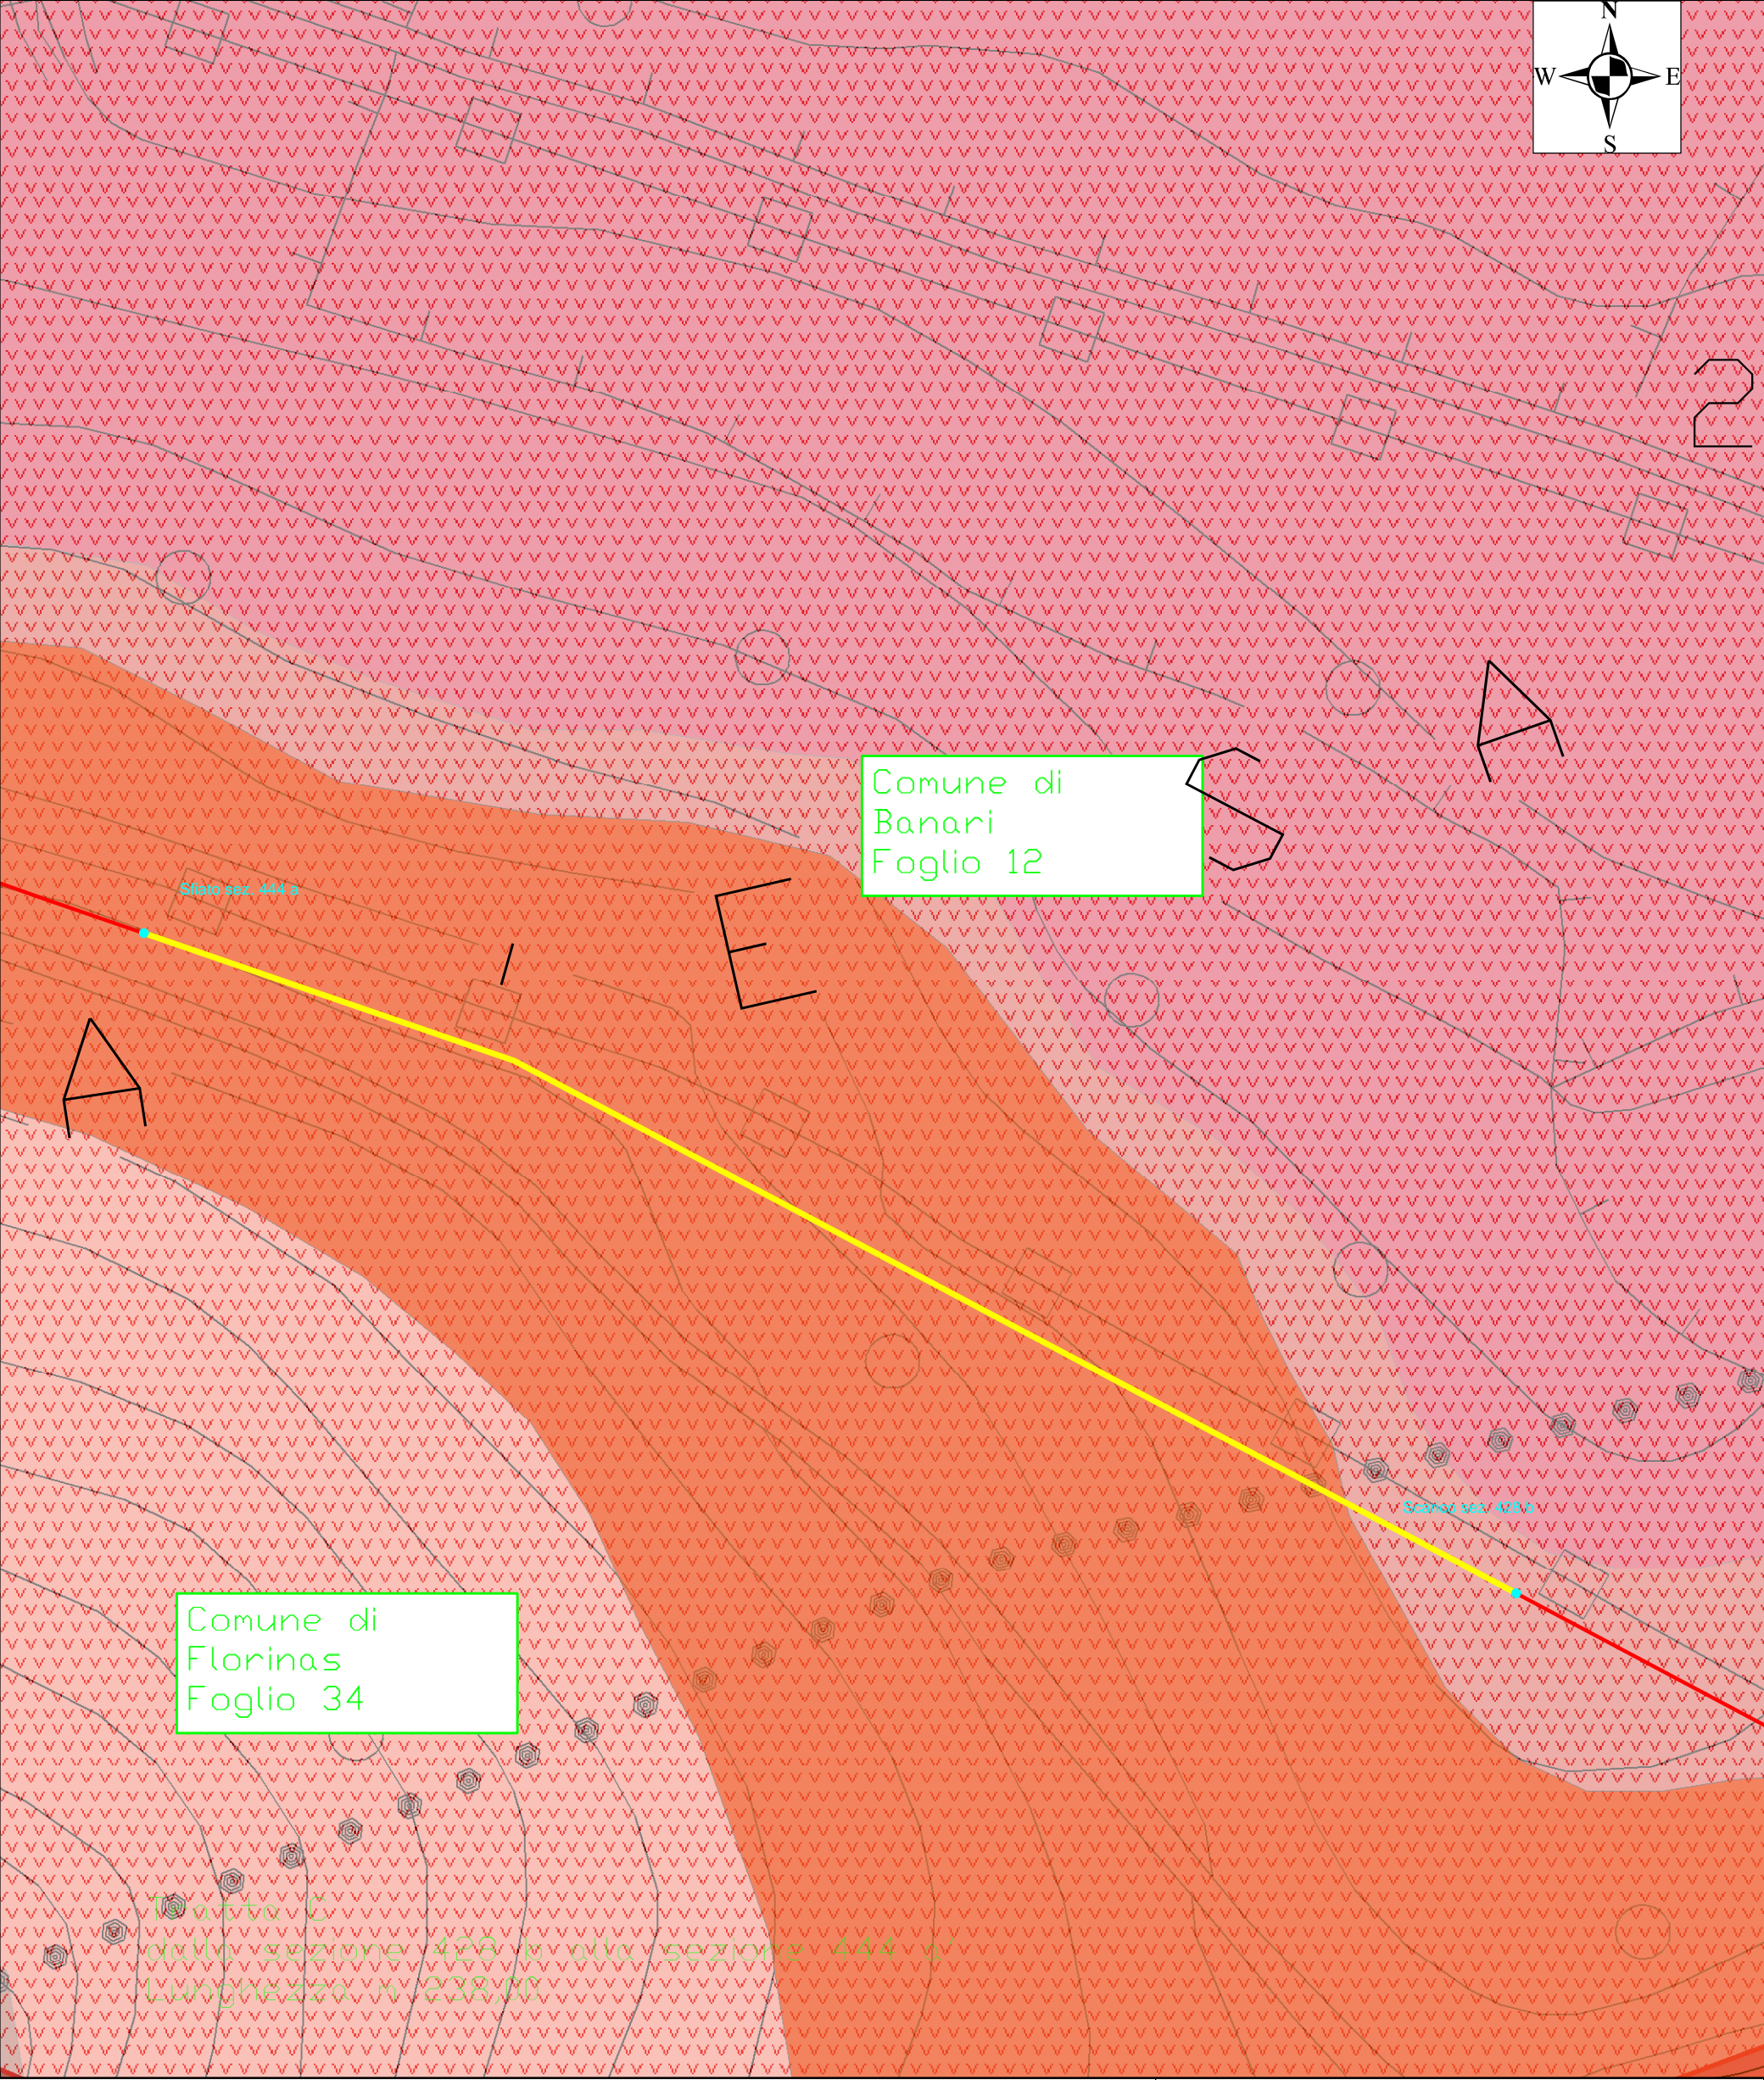 N
W E
S
2
A
S
Comune di
Banari
Foglio 12
E
Sfiato sez. 444 a
I
A
Scarico sez. 428 b
Comune di
Florinas
Foglio 34
Tratto C
dalla sezione 428 b alla sezione 444 a'
Lunghezza m 238,00